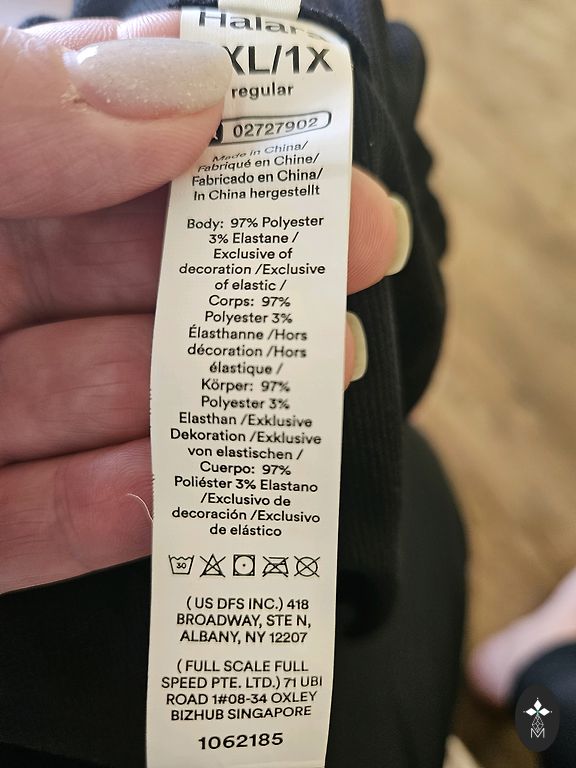 Halara
XL/1X
regular
02727902
Made in China/
Fabriqué en Chine/
Fabricado en China/
In China hergestellt
Body: 97% Polyester
3% Elastane /
Exclusive of
decoration /Exclusive
of elastic /
Corps: 97%
Polyester 3%
Élasthanne /Hors
décoration /Hors
élastique /
Körper: 97%
Polyester 3%
Elasthan /Exklusive
Dekoration /Exklusive
von elastischen /
Cuerpo: 97%
Poliéster 3% Elastano
/Exclusivo de
decoración /Exclusivo
de elástico
30
( US DFS INC.) 418
BROADWAY, STE N,
ALBANY, NY 12207
(FULL SCALE FULL
SPEED PTE. LTD.) 71 UBI
ROAD 1#08-34 OXLEY
BIZHUB SINGAPORE
1062185
M